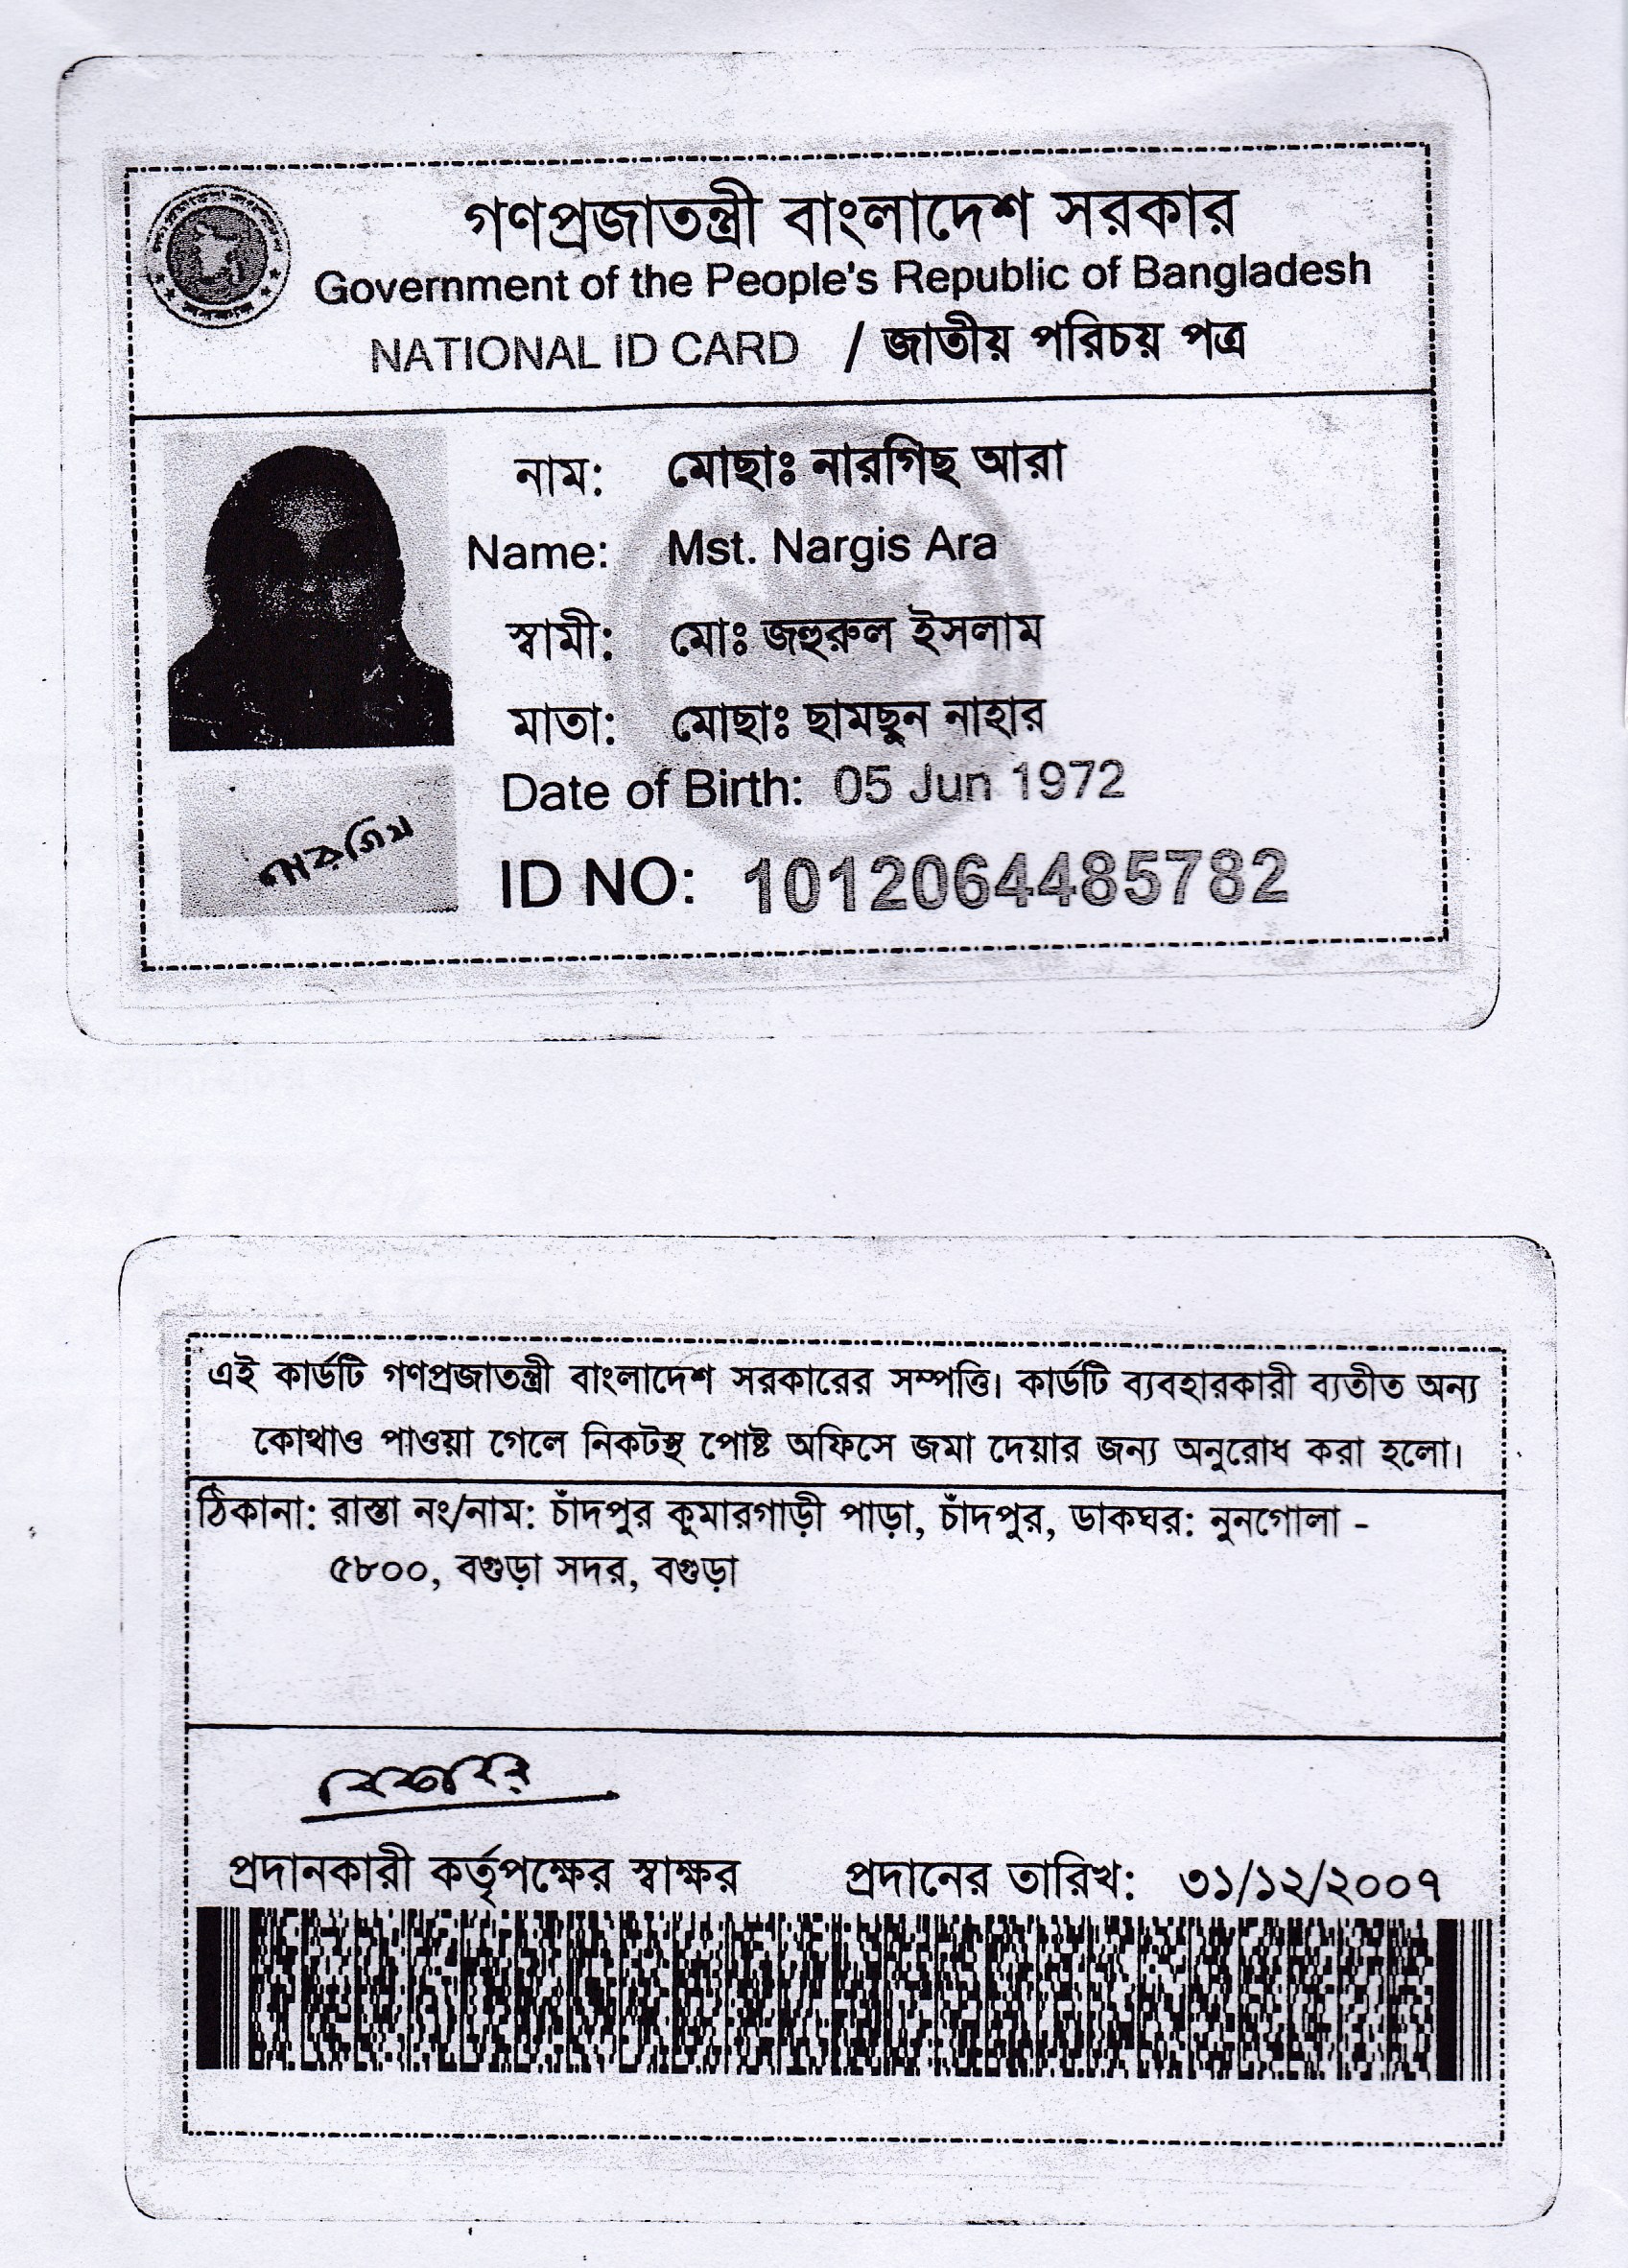 গণপ্রজাতন্ত্রী বাংলাদেশ সরকার
Government of the People's Republic of Bangladesh
NATIONAL ID CARD / জাতীয় পরিচয় পত্র
নাম: মোছাঃ নারগিছ আরা
Name: Mst. Nargis Ara
স্বামী: মোঃ জহুরুল ইসলাম
মাতা: মোছাঃ ছামছুন নাহার
Date of Birth: 05 Jun 1972
নারগিস
ID NO: 1012064485782
এই কার্ডটি গণপ্রজাতন্ত্রী বাংলাদেশ সরকারের সম্পত্তি। কার্ডটি ব্যবহারকারী ব্যতীত অন্য
কোথাও পাওয়া গেলে নিকটস্থ পোষ্ট অফিসে জমা দেয়ার জন্য অনুরোধ করা হলো।
ঠিকানা: রাস্তা নং/নাম: চাঁদপুর কুমারগাড়ী পাড়া, চাঁদপুর, ডাকঘর: নুনগোলা -
৫৮০০, বগুড়া সদর, বগুড়া
প্রদানকারী কর্তৃপক্ষের স্বাক্ষর প্রদানের তারিখ: ৩১/১২/২০০৭